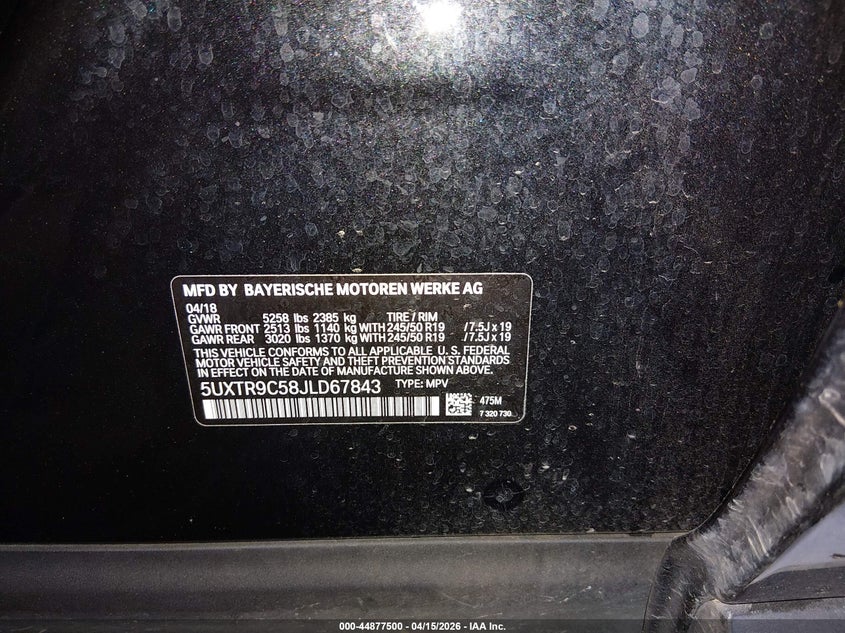 MFD BY BAYERISCHE MOTOREN WERKE AG
04/18
GVWR 5258 lbs 2385 kg TIRE / RIM
GAWR FRONT 2513 lbs 1140 kg WITH 245/50 R19 /7.5J x 19
GAWR REAR 3020 lbs 1370 kg WITH 245/50 R19 /7.5J x 19
THIS VEHICLE CONFORMS TO ALL APPLICABLE U. S. FEDERAL
MOTOR VEHICLE SAFETY AND THEFT PREVENTION STANDARDS
IN EFFECT ON THE DATE OF MANUFACTURE SHOWN ABOVE.
5UXTR9C58JLD67843 TYPE: MPV
475M
7 320 730
000-44877500 - 04/15/2026 - IAA Inc.